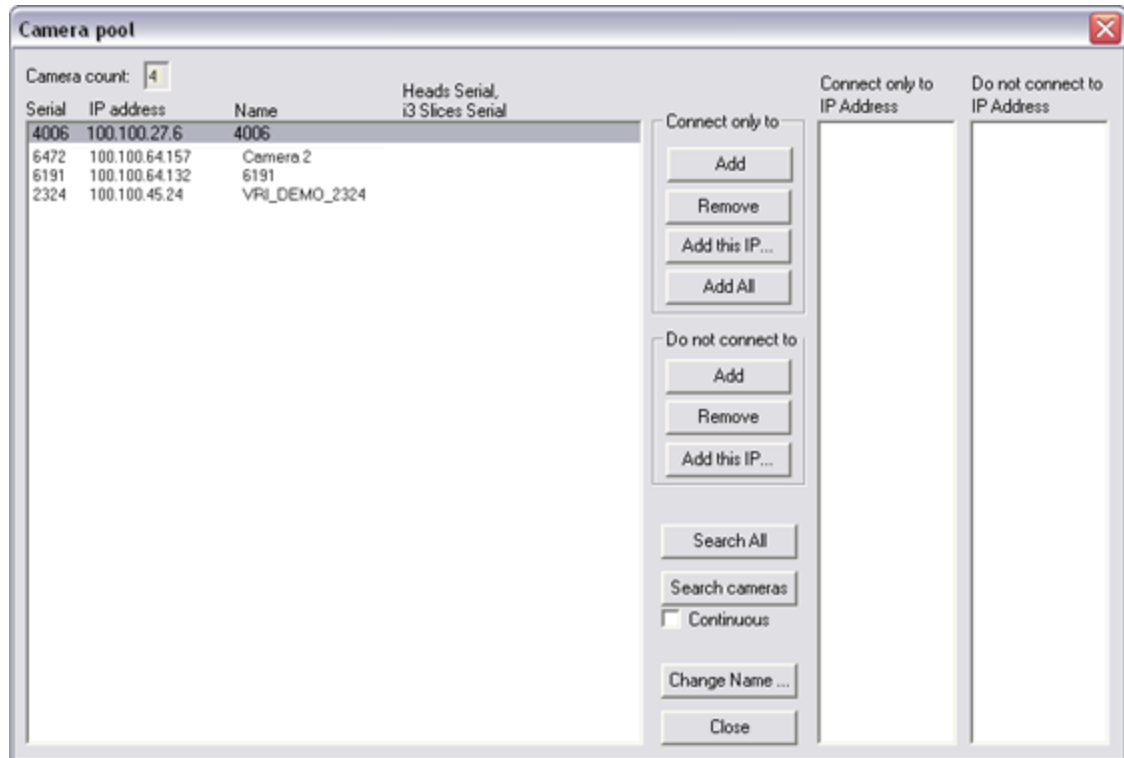 Camera pool
Camera count: 4
Serial IP address Name Heads Serial,
i3 Slices Serial
4006 100.100.27.6 4006
6472 100.100.64.157 Camera 2
6191 100.100.64.132 6191
2324 100.100.45.24 VRI_DEMO_2324
Connect only to
Add
Remove
Add this IP...
Add All
Do not connect to
Add
Remove
Add this IP...
Search All
Search cameras
Continuous
Change Name ...
Close
Connect only to
IP Address
Do not connect to
IP Address